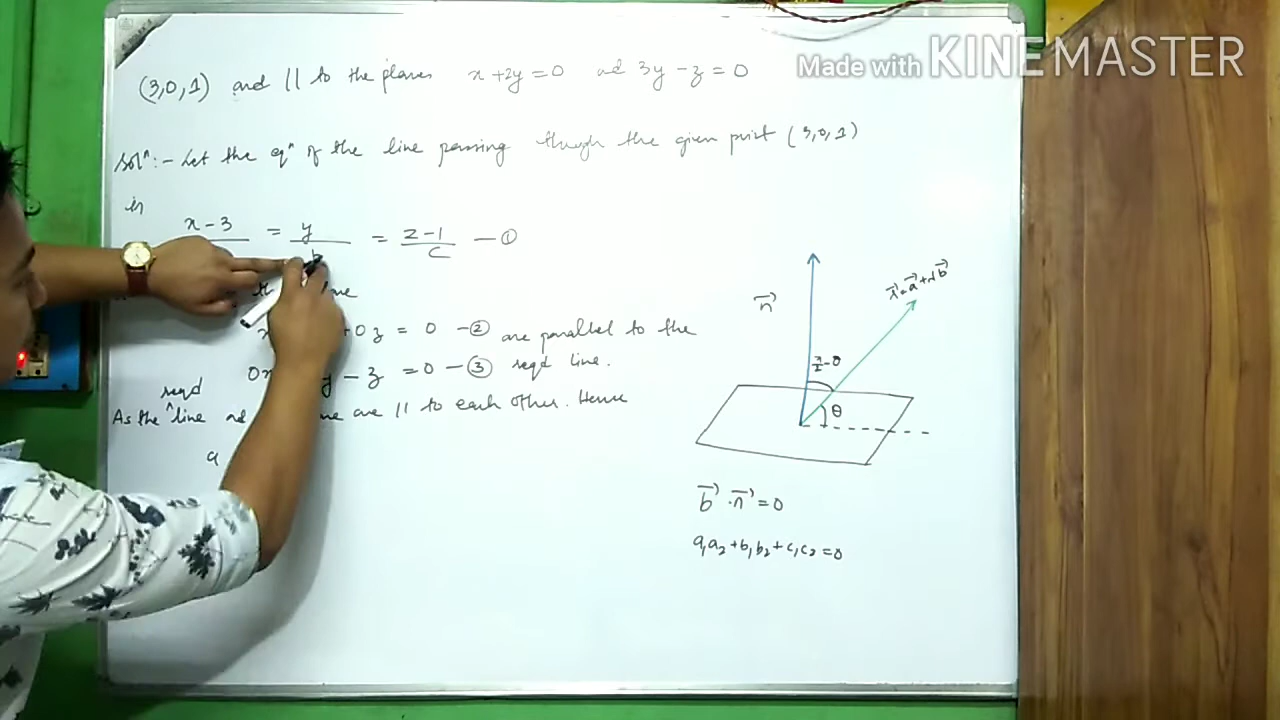 Made with KINEMASTER
(3,0,1) and || to the planes x + 2y = 0 and 3y - z = 0
Solⁿ:- Let the eqⁿ of the line passing through the given point (3,0,1)
is
x - 3 = y/b = z - 1/c — ①
line
+ 0z = 0 — ② are parallel to the
0x y - z = 0 — ③ reqd line.
As the reqd line are || to each other. Hence
a
n⃗
r⃗ = a⃗ + λb⃗
π/2 - θ
θ
b⃗ · n⃗ = 0
a₁a₂ + b₁b₂ + c₁c₂ = 0